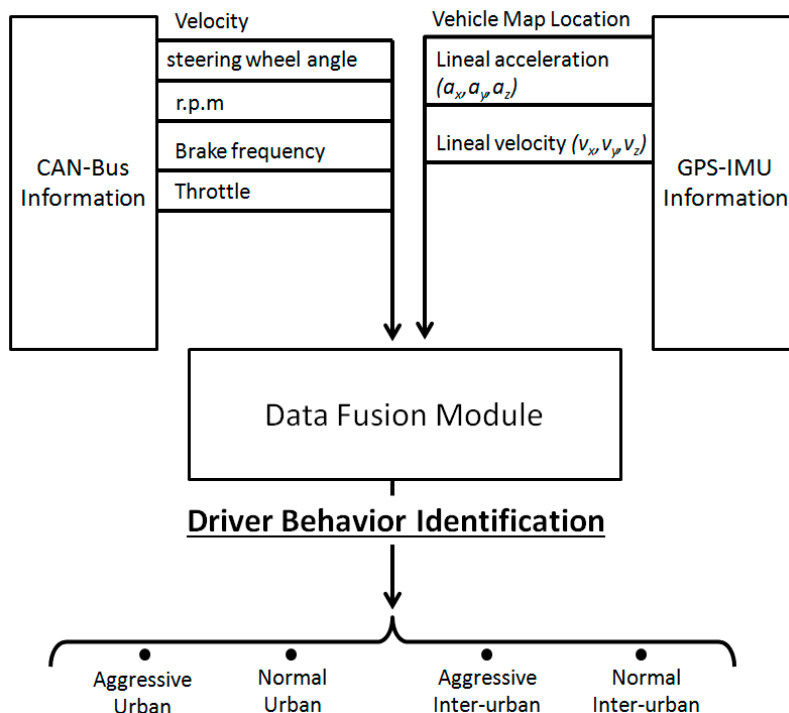 Velocity
steering wheel angle
r.p.m
Brake frequency
Throttle
CAN-Bus
Information
Vehicle Map Location
Lineal acceleration
(ax,ay,az)
Lineal velocity (vx,vy,vz)
GPS-IMU
Information
Data Fusion Module
Driver Behavior Identification
Aggressive
Urban
Normal
Urban
Aggressive
Inter-urban
Normal
Inter-urban